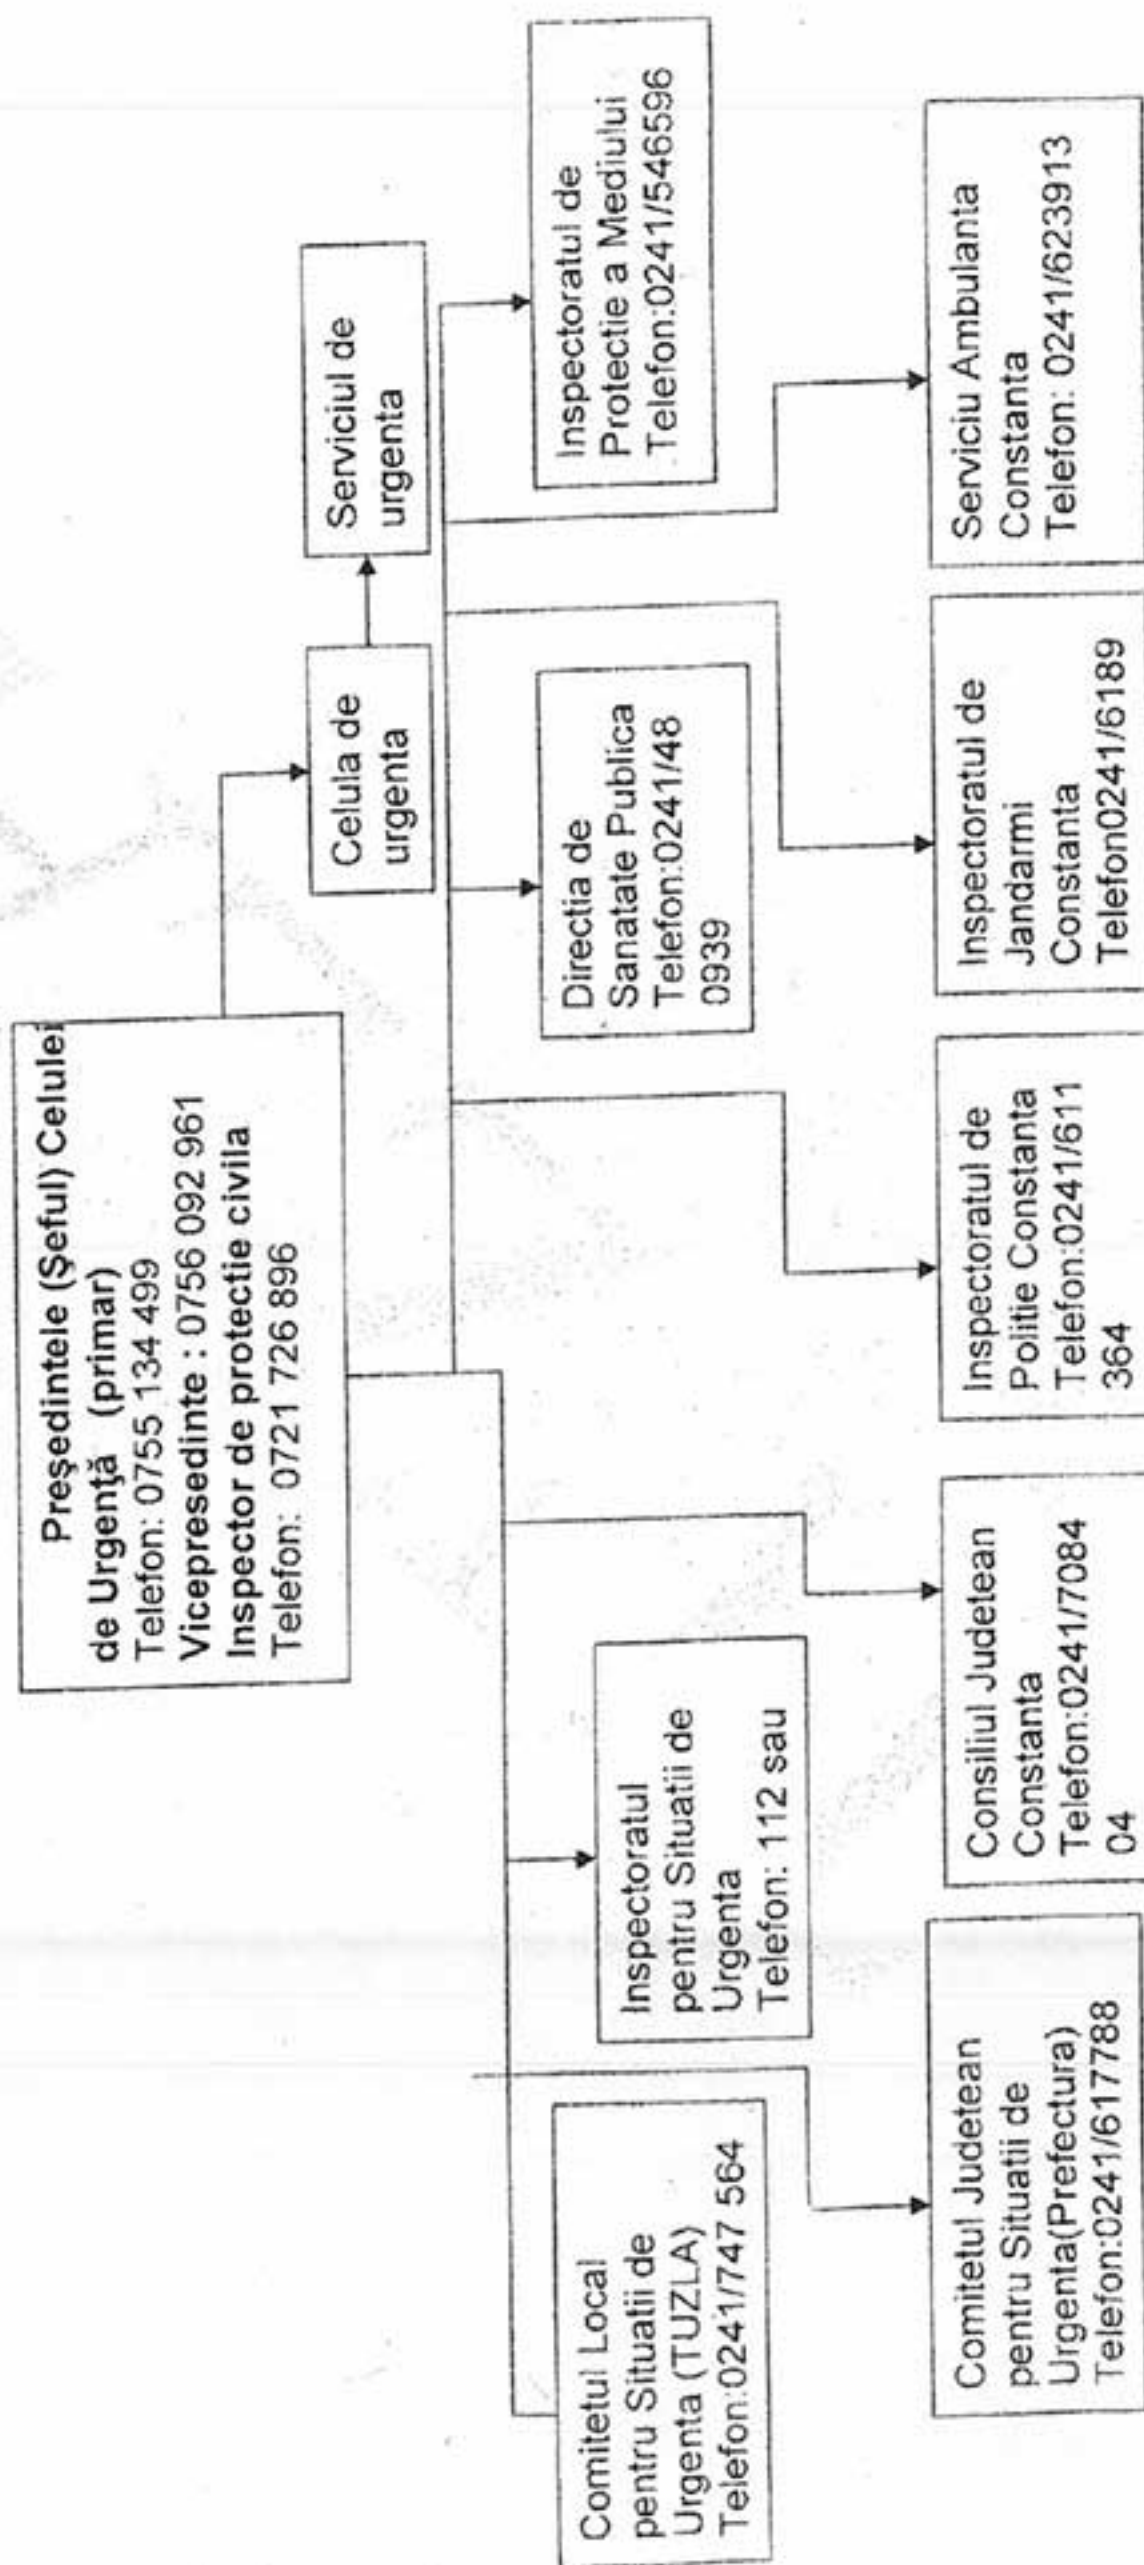 Preşedintele (Şeful) Celulei
de Urgenţă (primar)
Telefon: 0755 134 499
Vicepresedinte : 0756 092 961
Inspector de protectie civila
Telefon: 0721 726 896
Celula de
urgenta
Serviciul de
urgenta
Comitetul Local
pentru Situatii de
Urgenta (TUZLA)
Telefon:0241/747 564
Inspectoratul
pentru Situatii de
Urgenta
Telefon: 112 sau
Directia de
Sanatate Publica
Telefon:0241/48
0939
Inspectoratul de
Protectie a Mediului
Telefon:0241/546596
Comitetul Judetean
pentru Situatii de
Urgenta(Prefectura)
Telefon:0241/617788
Consiliul Judetean
Constanta
Telefon:0241/7084
04
Inspectoratul de
Politie Constanta
Telefon:0241/611
364
Inspectoratul de
Jandarmi
Constanta
Telefon0241/6189
Serviciu Ambulanta
Constanta
Telefon: 0241/623913